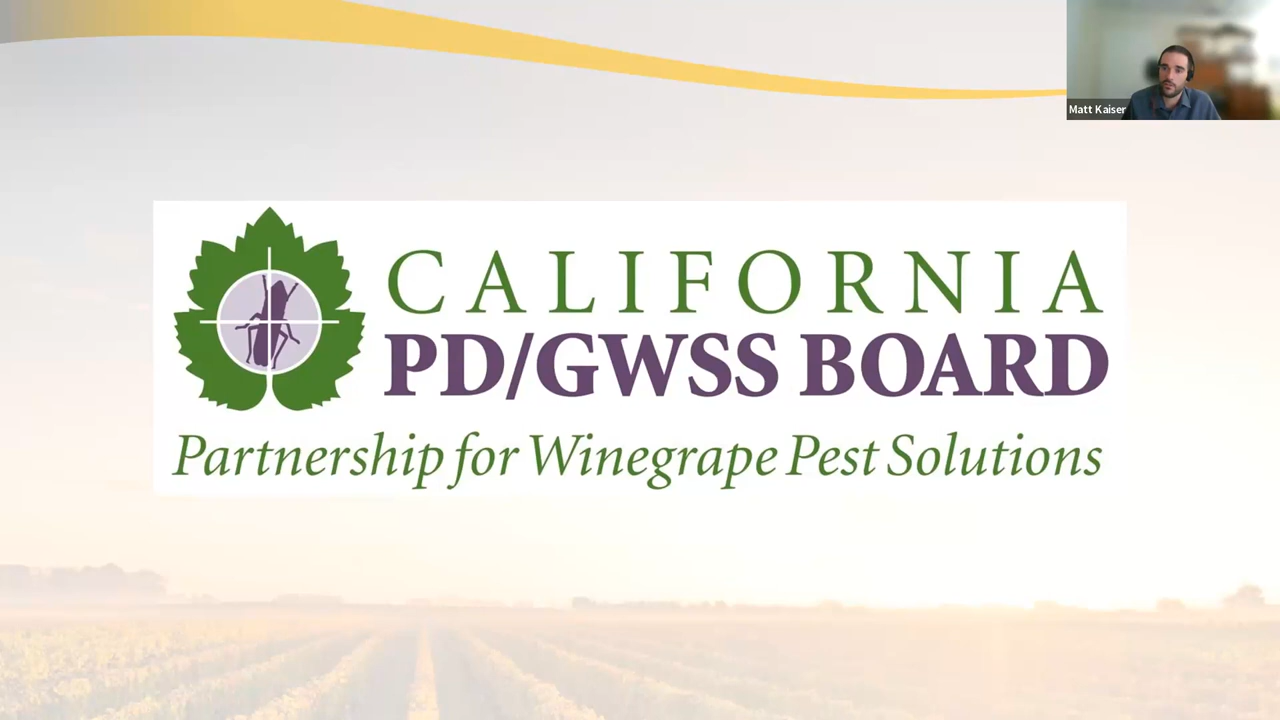 Matt Kaiser
CALIFORNIA
PD/GWSS BOARD
Partnership for Winegrape Pest Solutions